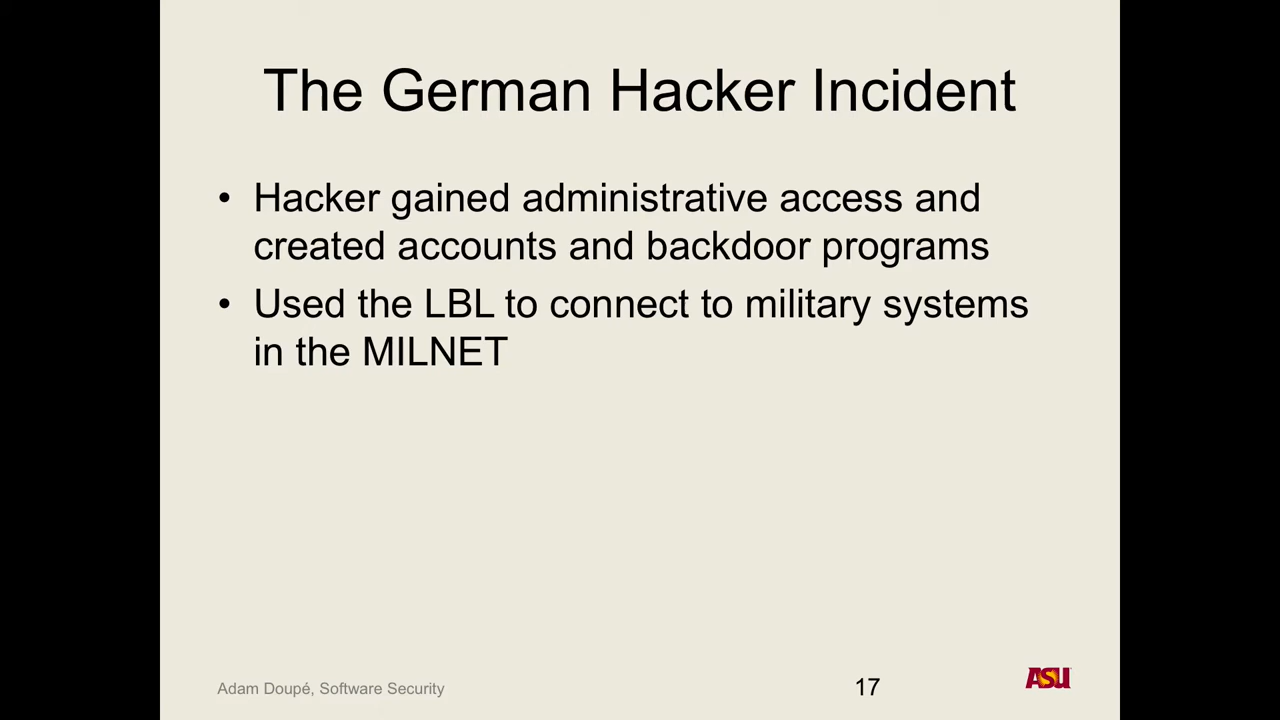 The German Hacker Incident
• Hacker gained administrative access and
created accounts and backdoor programs
• Used the LBL to connect to military systems
in the MILNET
Adam Doupé, Software Security
17
ASU